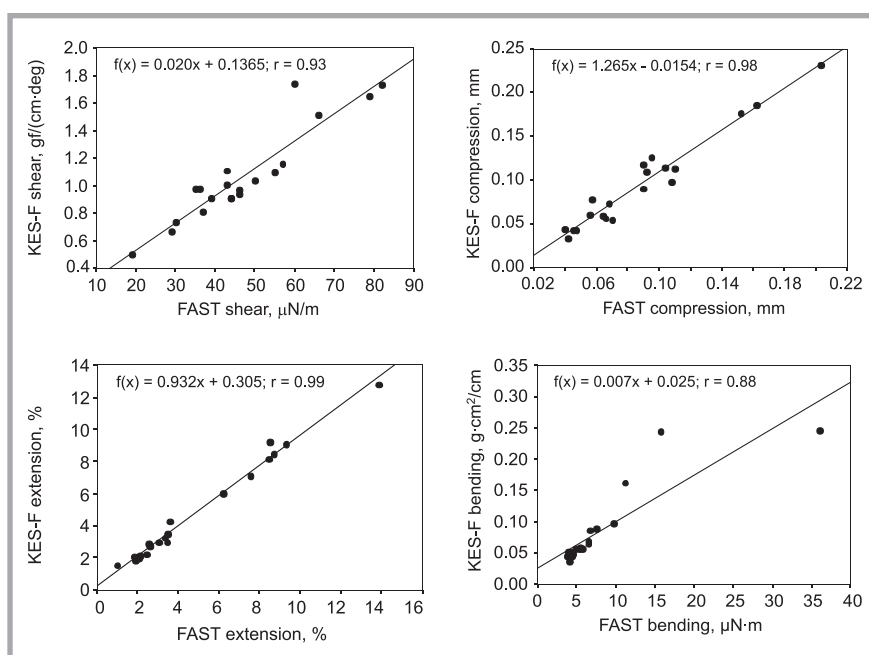 f(x) = 0.020x + 0.1365; r = 0.93
KES-F shear, gf/(cm·deg)
2.0
1.8
1.6
1.4
1.2
1.0
0.8
0.6
0.4
10 20 30 40 50 60 70 80 90
FAST shear, μN/m
f(x) = 1.265x - 0.0154; r = 0.98
KES-F compression, mm
0.25
0.20
0.15
0.10
0.05
0.00
0.02 0.06 0.10 0.14 0.18 0.22
FAST compression, mm
f(x) = 0.932x + 0.305; r = 0.99
KES-F extension, %
14
12
10
8
6
4
2
0
0 2 4 6 8 10 12 14 16
FAST extension, %
f(x) = 0.007x + 0.025; r = 0.88
KES-F bending, g·cm²/cm
0.35
0.30
0.25
0.20
0.15
0.10
0.05
0.00
0 5 10 15 20 25 30 35 40
FAST bending, μN·m